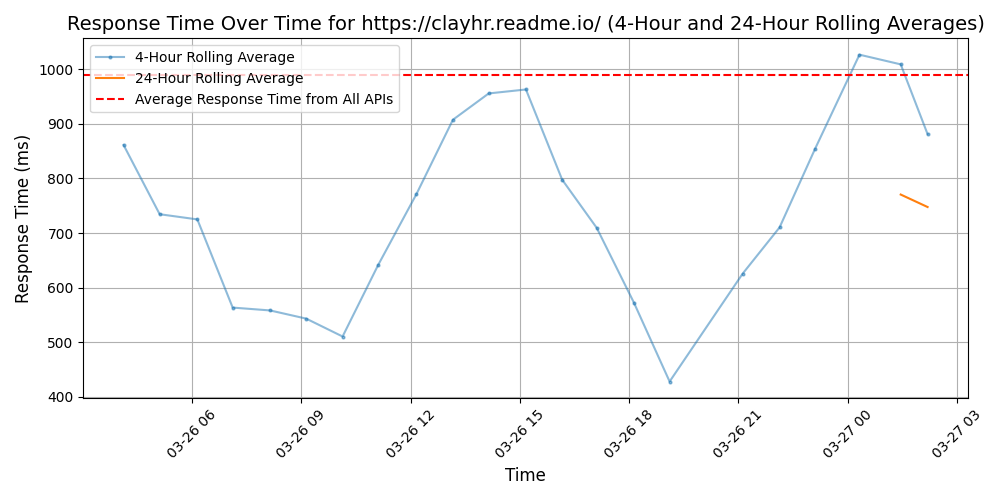 Response Time Over Time for https://clayhr.readme.io/ (4-Hour and 24-Hour Rolling Averages)
4-Hour Rolling Average
24-Hour Rolling Average
Average Response Time from All APIs
Response Time (ms)
1000
900
800
700
600
500
400
03-26 06
03-26 09
03-26 12
03-26 15
03-26 18
03-26 21
03-27 00
03-27 03
Time